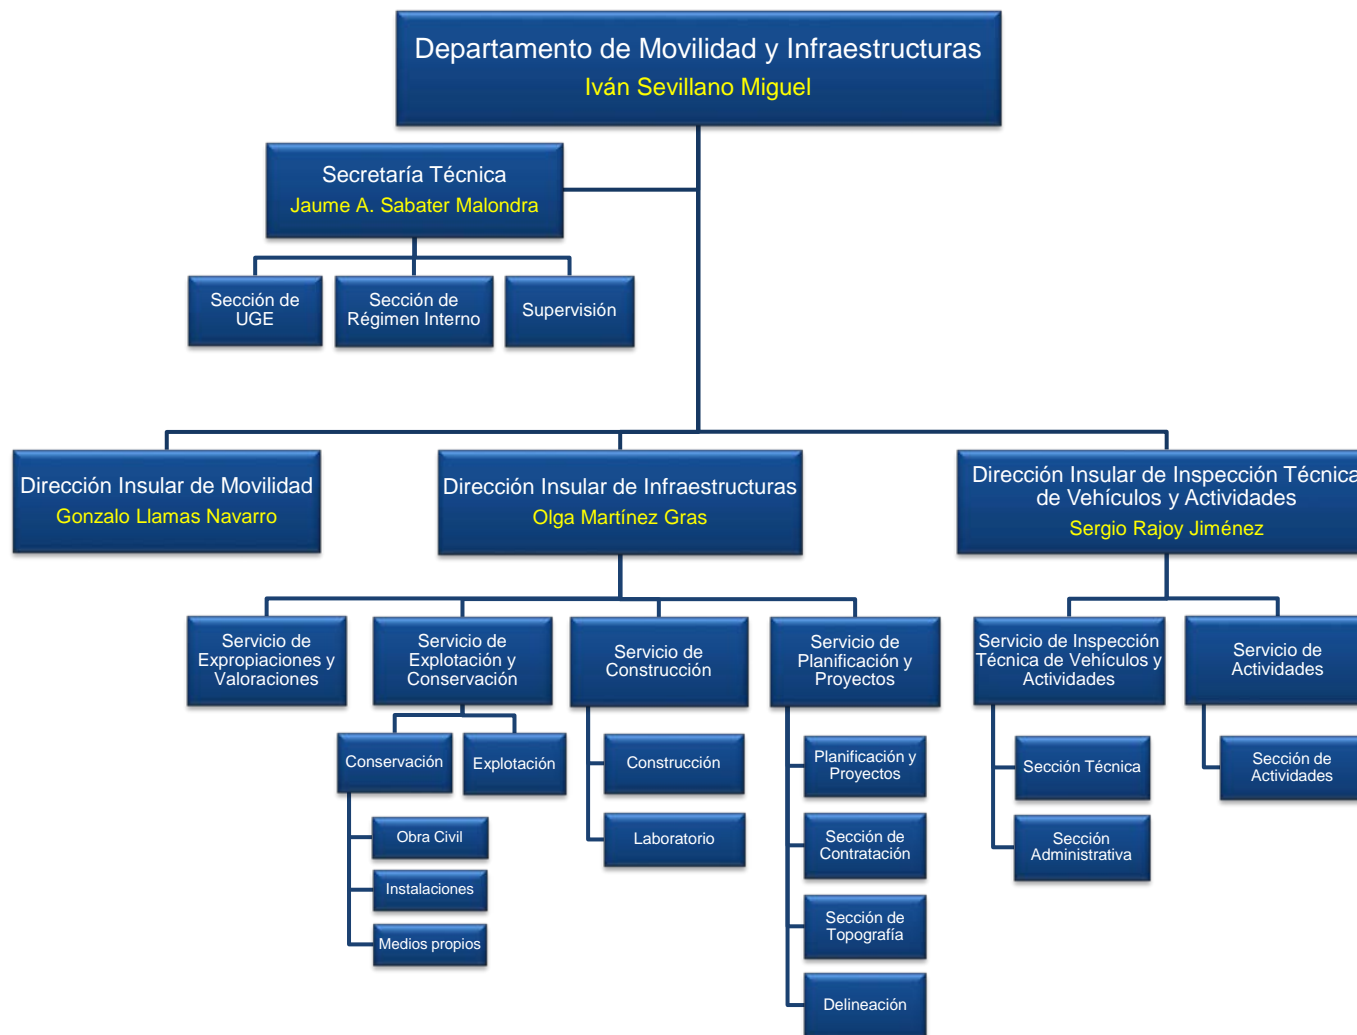 Departamento de Movilidad y Infraestructuras
Iván Sevillano Miguel
Secretaría Técnica
Jaume A. Sabater Malondra
Sección de
UGE
Sección de
Régimen Interno
Supervisión
Dirección Insular de Movilidad
Gonzalo Llamas Navarro
Dirección Insular de Infraestructuras
Olga Martínez Gras
Dirección Insular de Inspección Técnica
de Vehículos y Actividades
Sergio Rajoy Jiménez
Servicio de
Expropiaciones y
Valoraciones
Servicio de
Explotación y
Conservación
Servicio de
Construcción
Servicio de
Planificación y
Proyectos
Servicio de Inspección
Técnica de Vehículos y
Actividades
Servicio de
Actividades
Conservación
Explotación
Obra Civil
Instalaciones
Medios propios
Construcción
Laboratorio
Planificación y
Proyectos
Sección de
Contratación
Sección de
Topografía
Delineación
Sección Técnica
Sección
Administrativa
Sección de
Actividades